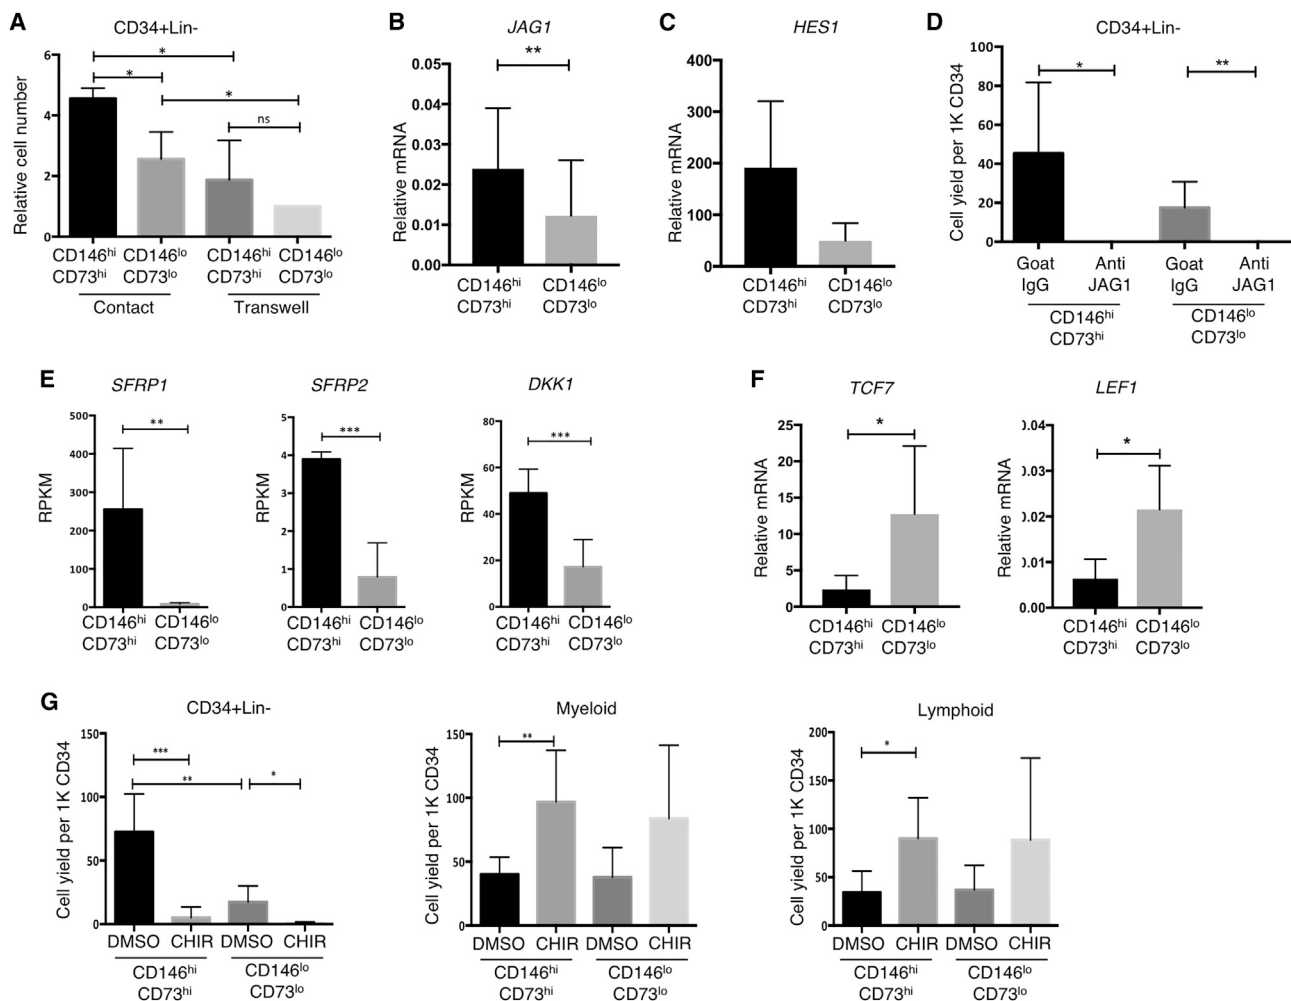 A
CD34+Lin-
Relative cell number
6
4
2
0
*
*
*
ns
CD146hi CD146lo CD146hi CD146lo
CD73hi CD73lo CD73hi CD73lo
Contact Transwell
B
JAG1
Relative mRNA
0.05
0.04
0.03
0.02
0.01
0.00
**
CD146hi CD146lo
CD73hi CD73lo
C
HES1
Relative mRNA
400
300
200
100
0
CD146hi CD146lo
CD73hi CD73lo
D
CD34+Lin-
Cell yield per 1K CD34
100
80
60
40
20
0
* **
Goat Anti Goat Anti
IgG JAG1 IgG JAG1
CD146hi CD146lo
CD73hi CD73lo
E
SFRP1
RPKM
500
400
300
200
100
0
**
CD146hi CD146lo
CD73hi CD73lo
SFRP2
RPKM
5
4
3
2
1
0
***
CD146hi CD146lo
CD73hi CD73lo
DKK1
RPKM
80
60
40
20
0
***
CD146hi CD146lo
CD73hi CD73lo
F
TCF7
Relative mRNA
25
20
15
10
5
0
*
CD146hi CD146lo
CD73hi CD73lo
LEF1
Relative mRNA
0.04
0.03
0.02
0.01
0.00
*
CD146hi CD146lo
CD73hi CD73lo
G
CD34+Lin-
Cell yield per 1K CD34
150
100
50
0
***
** *
DMSO CHIR DMSO CHIR
CD146hi CD146lo
CD73hi CD73lo
Myeloid
Cell yield per 1K CD34
150
100
50
0
**
DMSO CHIR DMSO CHIR
CD146hi CD146lo
CD73hi CD73lo
Lymphoid
Cell yield per 1K CD34
200
150
100
50
0
*
DMSO CHIR DMSO CHIR
CD146hi CD146lo
CD73hi CD73lo